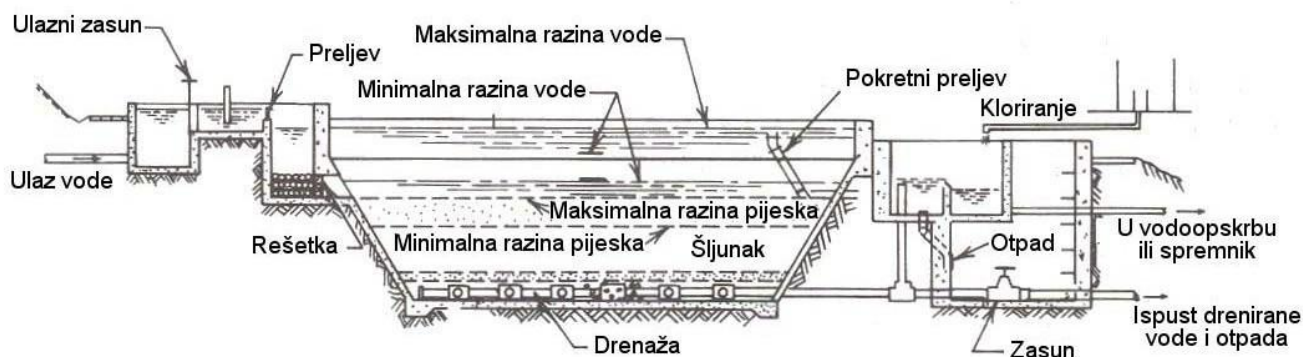 Ulazni zasun
Preljev
Maksimalna razina vode
Minimalna razina vode
Pokretni preljev
Kloriranje
Ulaz vode
Rešetka
Maksimalna razina pijeska
Minimalna razina pijeska
Šljunak
Otpad
U vodoopskrbu
ili spremnik
Drenaža
Zasun
Ispust drenirane
vode i otpada